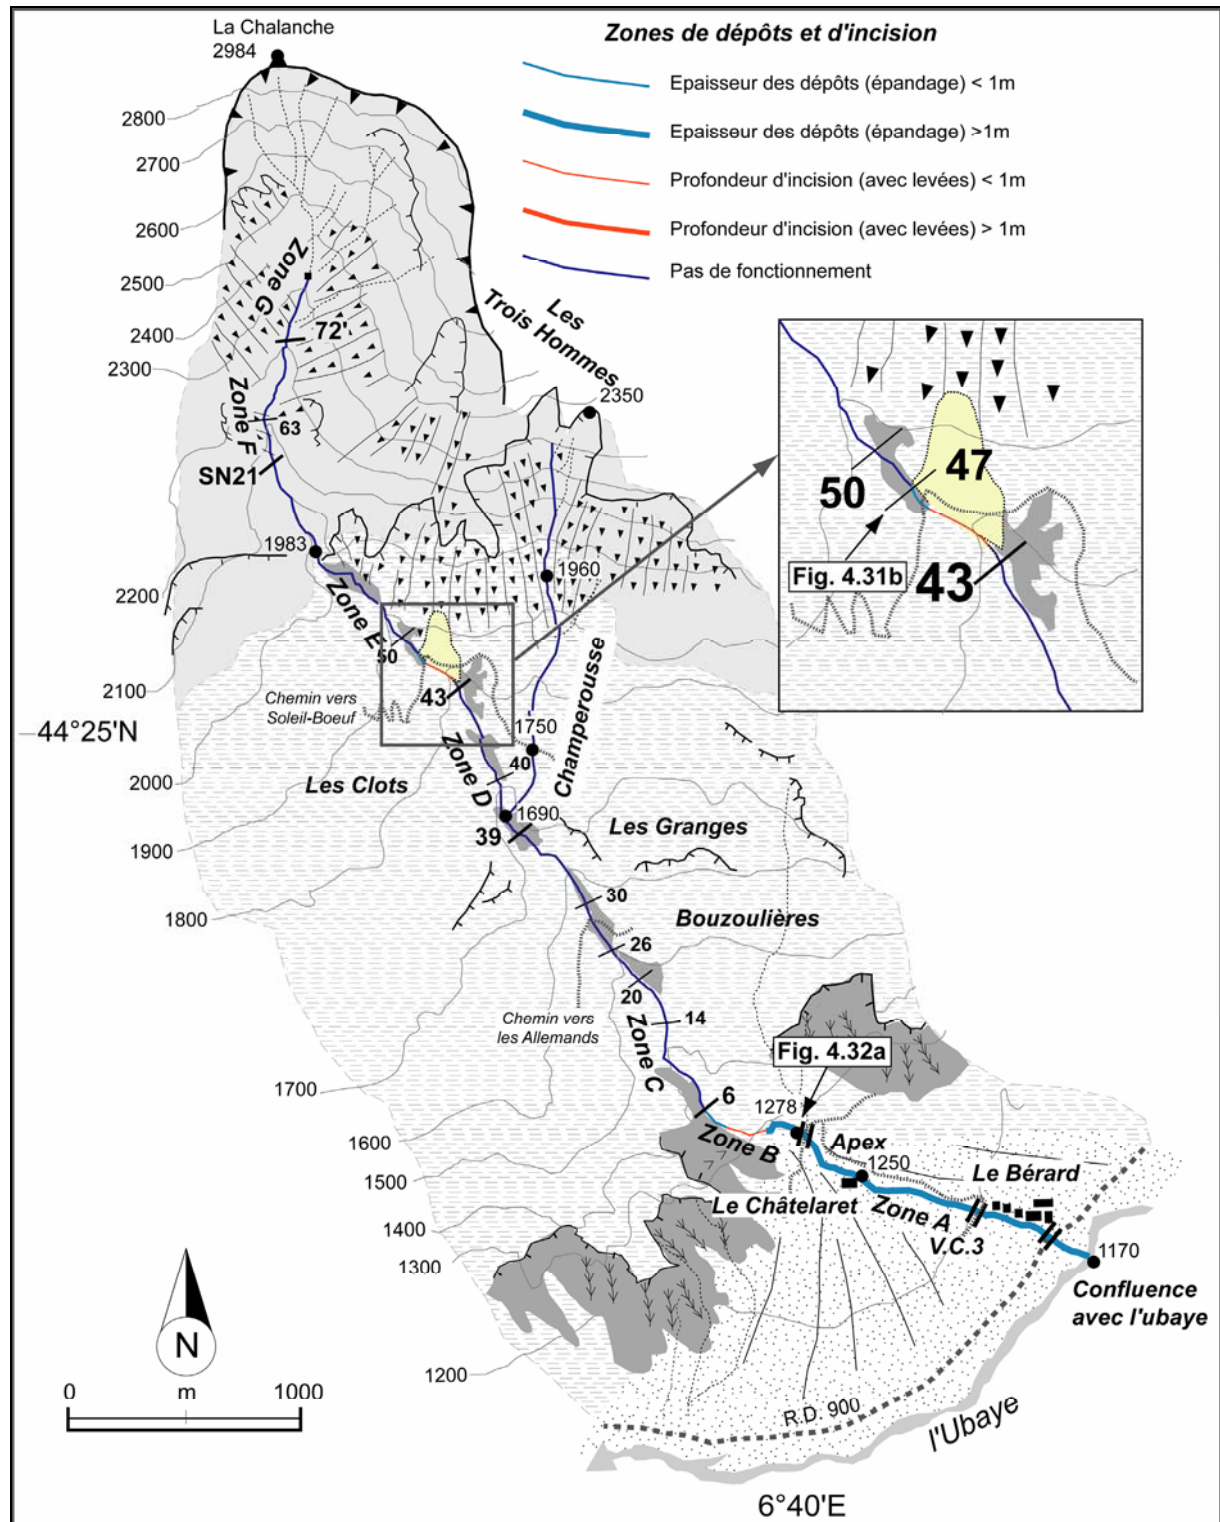 La Chalanche
2984
Zones de dépôts et d'incision
Epaisseur des dépôts (épandage) < 1m
Epaisseur des dépôts (épandage) >1m
Profondeur d'incision (avec levées) < 1m
Profondeur d'incision (avec levées) > 1m
Pas de fonctionnement
2800
2700
2600
2500
2400
2300
Zone G
72'
Zone F
63
SN21
Les
Trois Hommes
2350
1983
1960
2200
Zone E
50
43
2100
Chemin vers
Soleil-Boeuf
44°25'N
50
47
43
Fig. 4.31b
Champerousse
1750
2000
Les Clots
Zone D
40
1690
39
1900
Les Granges
1800
30
Bouzoulières
26
20
14
Chemin vers
les Allemands
Zone C
Fig. 4.32a
1700
6
1278
1600
Zone B
Apex
1250
Le Bérard
1500
Le Châtelaret
Zone A
V.C.3
1400
1300
1170
Confluence
avec l'ubaye
1200
N
0 m 1000
R.D. 900
l'Ubaye
6°40'E